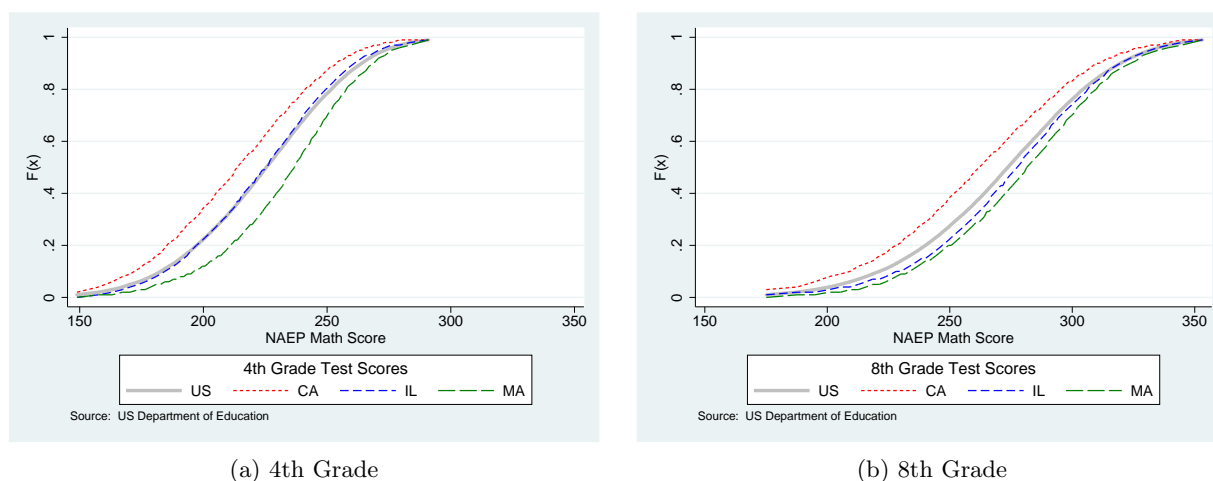 F(x)
1
.8
.6
.4
.2
0
150 200 250 300 350
NAEP Math Score
4th Grade Test Scores
US CA IL MA
Source: US Department of Education
(a) 4th Grade
F(x)
1
.8
.6
.4
.2
0
150 200 250 300 350
NAEP Math Score
8th Grade Test Scores
US CA IL MA
Source: US Department of Education
(b) 8th Grade